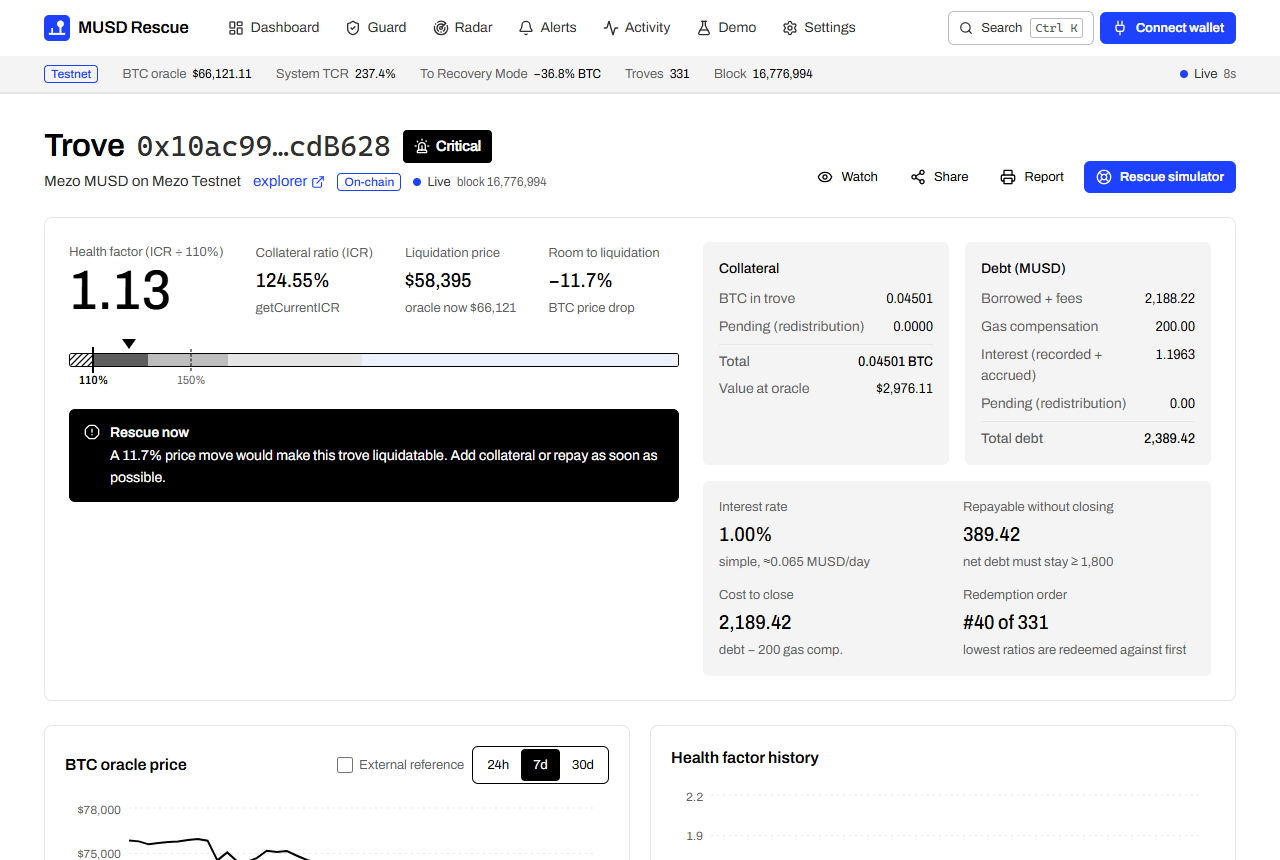 MUSD Rescue
Dashboard
Guard
Radar
Alerts
Activity
Demo
Settings
Search Ctrl K
Connect wallet
Testnet
BTC oracle $66,121.11
System TCR 237.4%
To Recovery Mode −36.8% BTC
Troves 331
Block 16,776,994
Live 8s
Trove 0x10ac99…cdB628
Critical
Mezo MUSD on Mezo Testnet
explorer
On-chain
Live block 16,776,994
Watch
Share
Report
Rescue simulator
Health factor (ICR ÷ 110%)
1.13
Collateral ratio (ICR)
124.55%
getCurrentICR
Liquidation price
$58,395
oracle now $66,121
Room to liquidation
−11.7%
BTC price drop
110%
150%
Rescue now
A 11.7% price move would make this trove liquidatable. Add collateral or repay as soon as
possible.
Collateral
BTC in trove 0.04501
Pending (redistribution) 0.0000
Total 0.04501 BTC
Value at oracle $2,976.11
Debt (MUSD)
Borrowed + fees 2,188.22
Gas compensation 200.00
Interest (recorded + 1.1963
accrued)
Pending (redistribution) 0.00
Total debt 2,389.42
Interest rate
1.00%
simple, ≈0.065 MUSD/day
Repayable without closing
389.42
net debt must stay ≥ 1,800
Cost to close
2,189.42
debt − 200 gas comp.
Redemption order
#40 of 331
lowest ratios are redeemed against first
BTC oracle price
External reference
24h
7d
30d
$78,000
$75,000
Health factor history
2.2
1.9